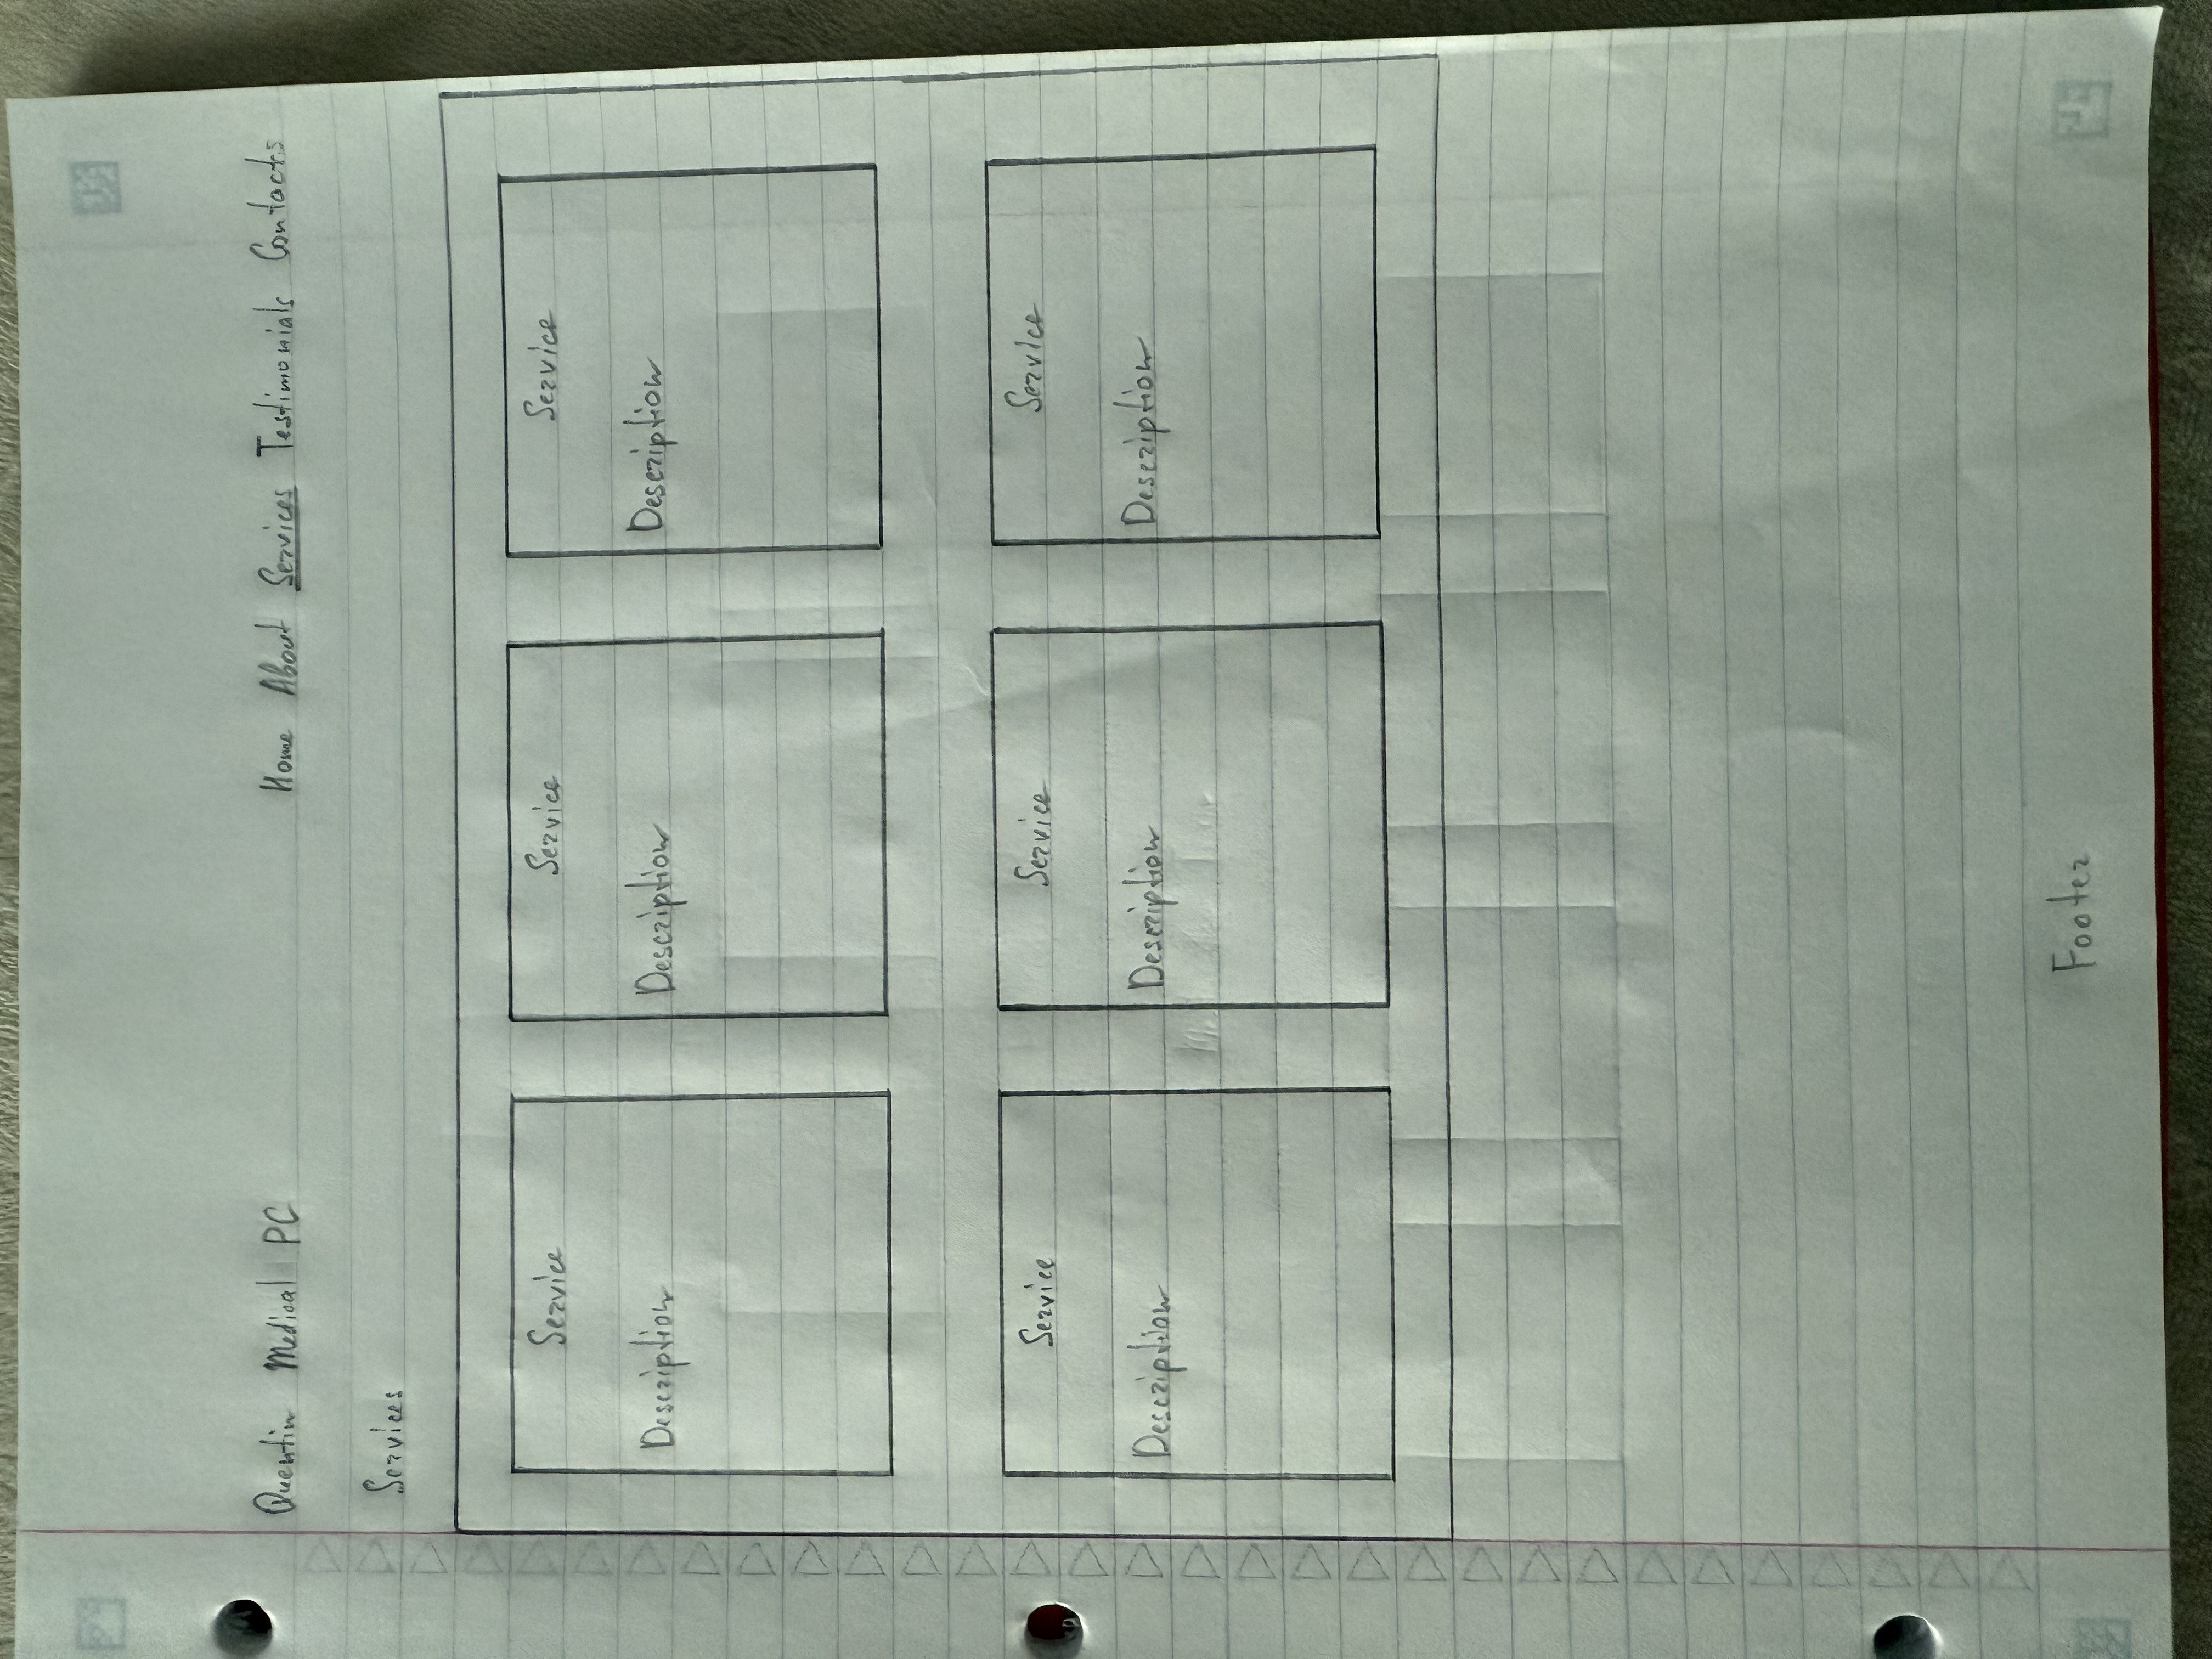 Quentin Medical PC Home About Services Testimonials Contacts
Services
Service Service Service
Description Description Description
Service Service Service
Description Description Description
Footer